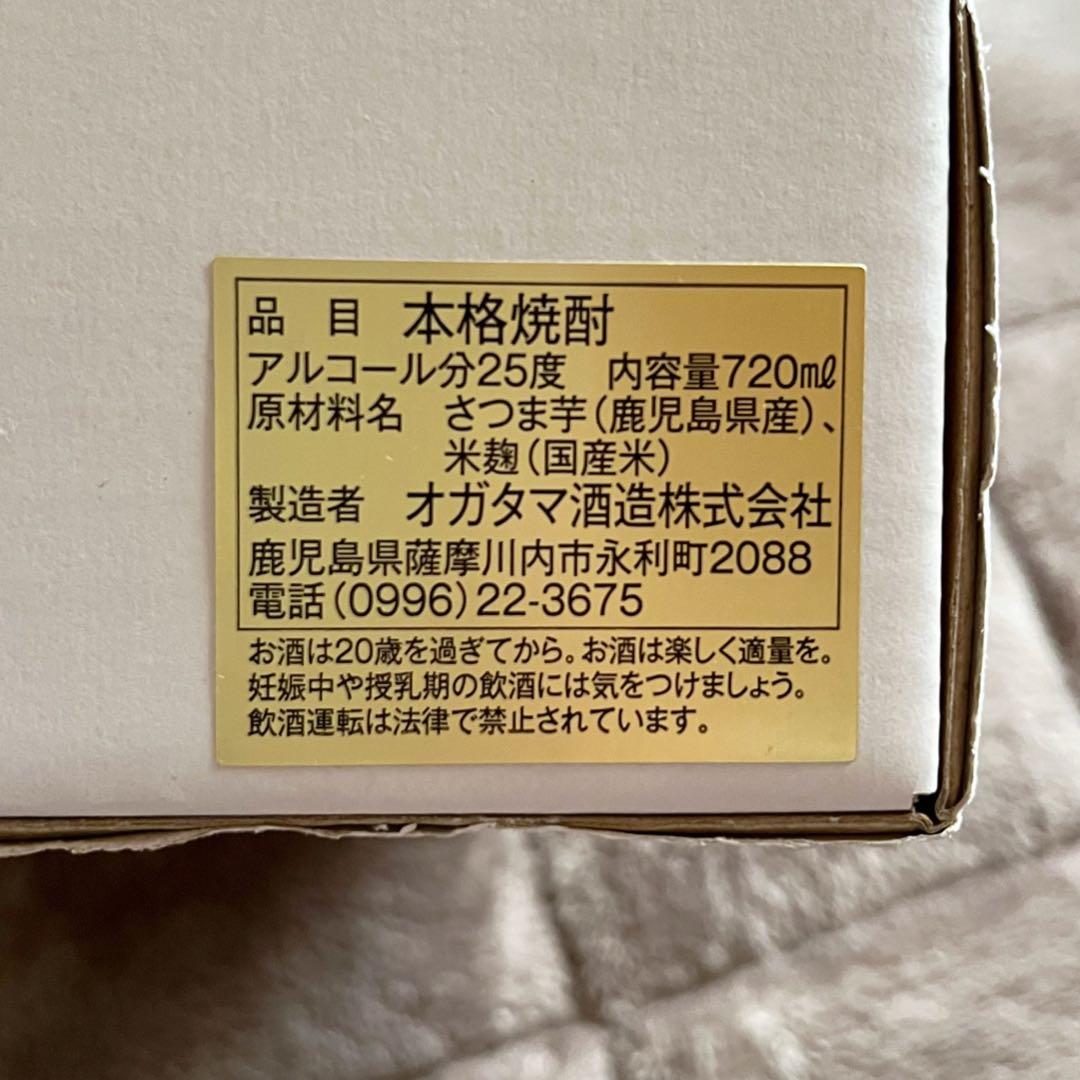 品 目 本格焼酎
アルコール分25度 内容量720mℓ
原材料名 さつま芋(鹿児島県産)、
米麹(国産米)
製造者 オガタマ酒造株式会社
鹿児島県薩摩川内市永利町2088
電話(0996)22-3675
お酒は20歳を過ぎてから。お酒は楽しく適量を。
妊娠中や授乳期の飲酒には気をつけましょう。
飲酒運転は法律で禁止されています。